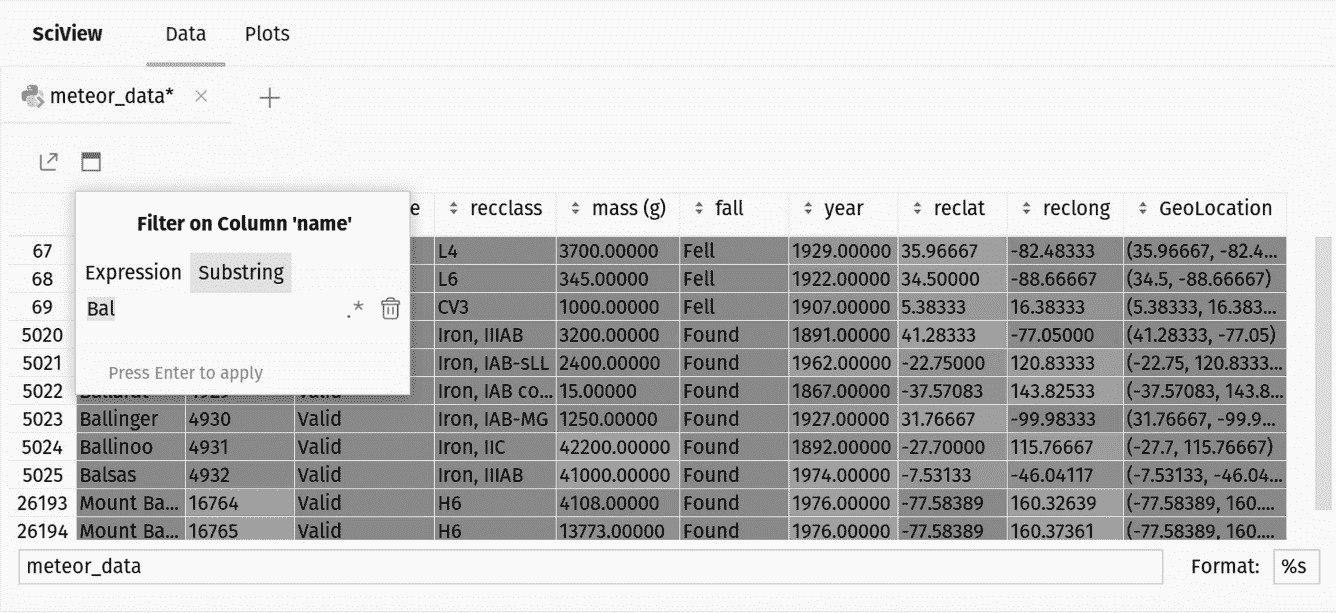 SciView Data Plots
meteor_data*
e recclass mass (g) fall year reclat reclong GeoLocation
Filter on Column 'name'
Expression Substring
Bal .*
Press Enter to apply
67 L4 3700.00000 Fell 1929.00000 35.96667 -82.48333 (35.96667, -82.4...
68 L6 345.00000 Fell 1922.00000 34.50000 -88.66667 (34.5, -88.66667)
69 CV3 1000.00000 Fell 1907.00000 5.38333 16.38333 (5.38333, 16.383...
5020 Iron, IIIAB 3200.00000 Found 1891.00000 41.28333 -77.05000 (41.28333, -77.05)
5021 Iron, IAB-sLL 2400.00000 Found 1962.00000 -22.75000 120.83333 (-22.75, 120.8333...
5022 Iron, IAB co... 15.00000 Found 1867.00000 -37.57083 143.82533 (-37.57083, 143.8...
5023 Ballinger 4930 Valid Iron, IAB-MG 1250.00000 Found 1927.00000 31.76667 -99.98333 (31.76667, -99.9...
5024 Ballinoo 4931 Valid Iron, IIC 42200.00000 Found 1892.00000 -27.70000 115.76667 (-27.7, 115.76667)
5025 Balsas 4932 Valid Iron, IIIAB 41000.00000 Found 1974.00000 -7.53133 -46.04117 (-7.53133, -46.04...
26193 Mount Ba... 16764 Valid H6 4108.00000 Found 1976.00000 -77.58389 160.32639 (-77.58389, 160....
26194 Mount Ba... 16765 Valid H6 13773.00000 Found 1976.00000 -77.58389 160.37361 (-77.58389, 160....
meteor_data Format: %s